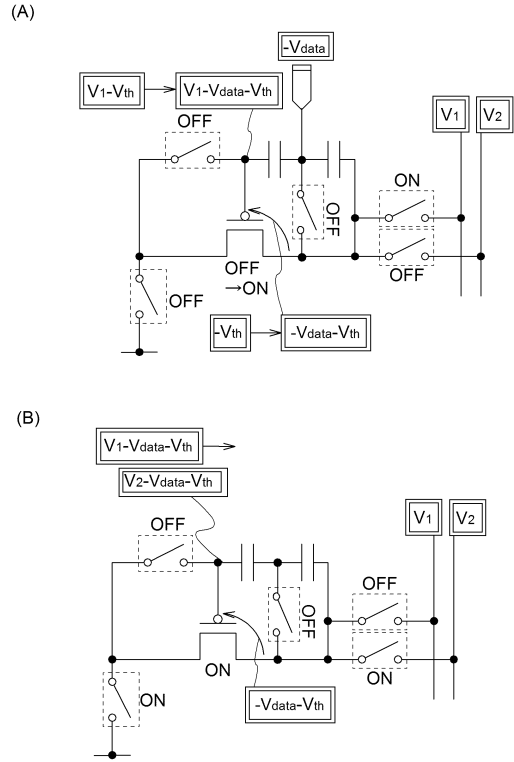 (A)
-Vdata
V1-Vth
V1-Vdata-Vth
V1
V2
OFF
ON
OFF
OFF
→ON
OFF
OFF
-Vth
-Vdata-Vth
(B)
V1-Vdata-Vth
V2-Vdata-Vth
V1
V2
OFF
OFF
OFF
ON
ON
ON
-Vdata-Vth